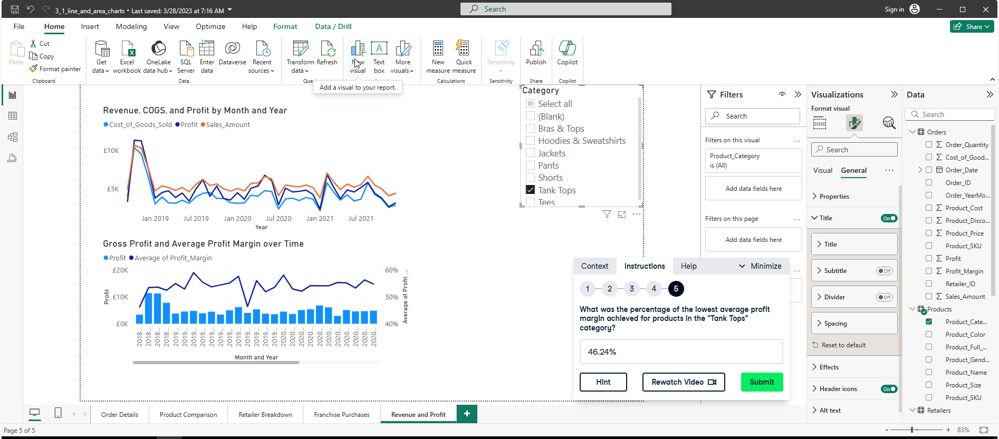 3_1_line_and_area_charts • Last saved: 3/28/2023 at 7:16 AM
Search
Sign in
File Home Insert Modeling View Optimize Help Format Data / Drill
Share
Paste
Cut
Copy
Format painter
Clipboard
Get data
Excel workbook
OneLake data hub
SQL Server
Enter data
Dataverse
Recent sources
Data
Transform data
Refresh
New visual
Text box
More visuals
New measure
Quick measure
Calculations
Sensitivity
Sensitivity
Publish
Share
Copilot
Copilot
Add a visual to your report.
Revenue, COGS, and Profit by Month and Year
Cost_of_Goods_Sold Profit Sales_Amount
£10K
£5K
Jan 2019 Jul 2019 Jan 2020 Jul 2020 Jan 2021 Jul 2021
Year
Gross Profit and Average Profit Margin over Time
Profit Average of Profit_Margin
£20K
£10K
£0K
Profit
60%
50%
40%
Average of Profit_...
2018... 2018... 2018... 2018... 2019... 2019... 2019... 2019... 2019... 2019... 2019... 2019... 2019... 2019... 2019... 2019... 2020... 2020... 2020... 2020... 2020... 2020... 2020... 2020... 2020... 2020... 2020...
Month and Year
Category
Select all
(Blank)
Bras & Tops
Hoodies & Sweatshirts
Jackets
Pants
Shorts
Tank Tops
Tees
Filters
Search
Filters on this visual
Product_Category
is (All)
Add data fields here
Filters on this page
Add data fields here
Context Instructions Help Minimize
1 2 3 4 5
What was the percentage of the lowest average profit
margin achieved for products in the "Tank Tops"
category?
46.24%
Hint Rewatch Video Submit
Visualizations
Format visual
Search
Visual General
Properties
Title On
Title
Subtitle Off
Divider Off
Spacing
Reset to default
Effects
Header icons On
Alt text
Data
Search
Orders
Order_Quantity
Cost_of_Good...
Order_Date
Order_ID
Order_YearMo...
Product_Cost
Product_Disco...
Product_Price
Product_SKU
Profit
Profit_Margin
Retailer_ID
Sales_Amount
Products
Product_Cate...
Product_Color
Product_Full_...
Product_Gend...
Product_Name
Product_Size
Product_SKU
Retailers
Order Details Product Comparison Retailer Breakdown Franchise Purchases Revenue and Profit
Page 5 of 5
83%